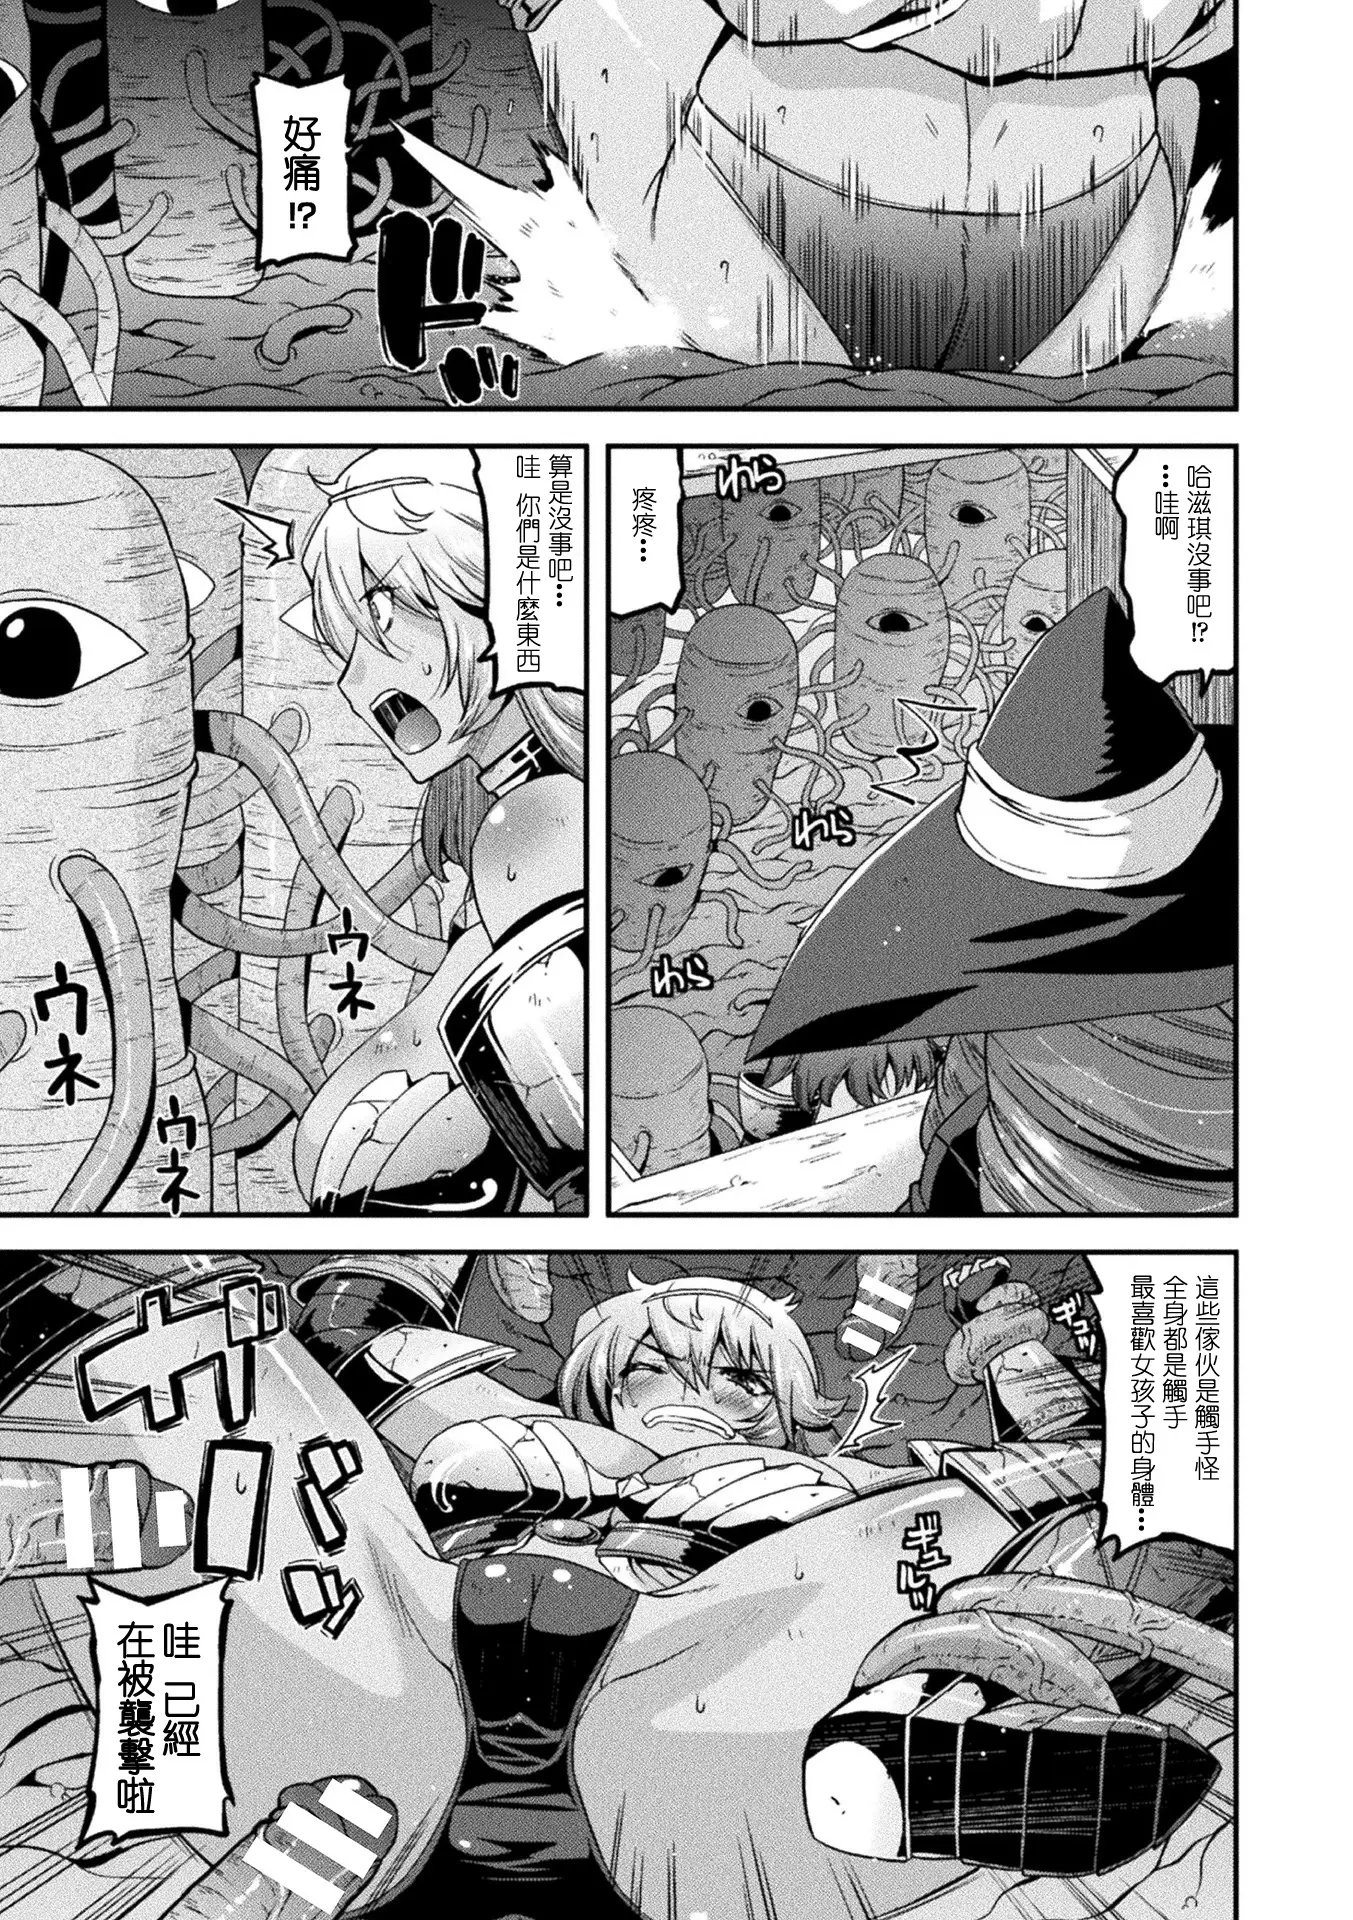 好痛!?
ドドッ
哈滋琪沒事吧!?
…哇啊
疼疼…
わら
わら
わら
算是沒事吧…
哇 你們是什麼東西
ウネ
ウネ
ウネ
這些傢伙是觸手怪
全身都是觸手
最喜歡女孩子的身體…
ギュルッ
哇 已經
在被襲擊啦